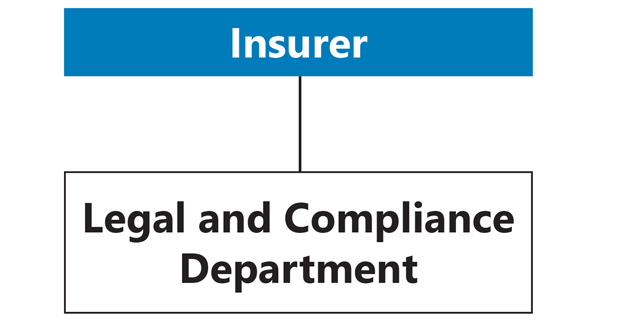 Insurer
Legal and Compliance
Department